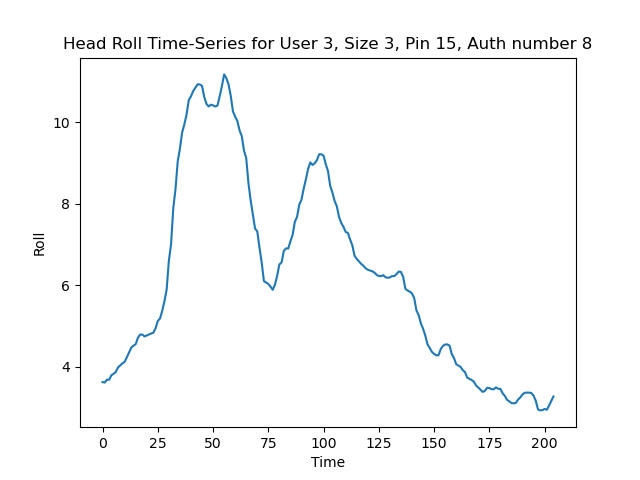 Head Roll Time-Series for User 3, Size 3, Pin 15, Auth number 8
10
8
6
4
Roll
0 25 50 75 100 125 150 175 200
Time